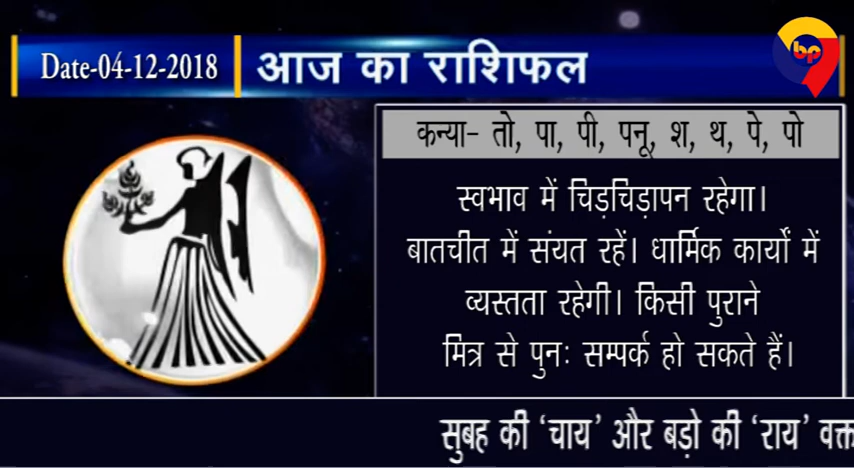 Date-04-12-2018 आज का राशिफल
bp
कन्या- तो, पा, पी, पनू, श, थ, पे, पो
स्वभाव में चिड़चिड़ापन रहेगा।
बातचीत में संयत रहें। धार्मिक कार्यों में
व्यस्तता रहेगी। किसी पुराने
मित्र से पुनः सम्पर्क हो सकते हैं।
सुबह की ‘चाय’ और बड़ो की ‘राय’ वक्त